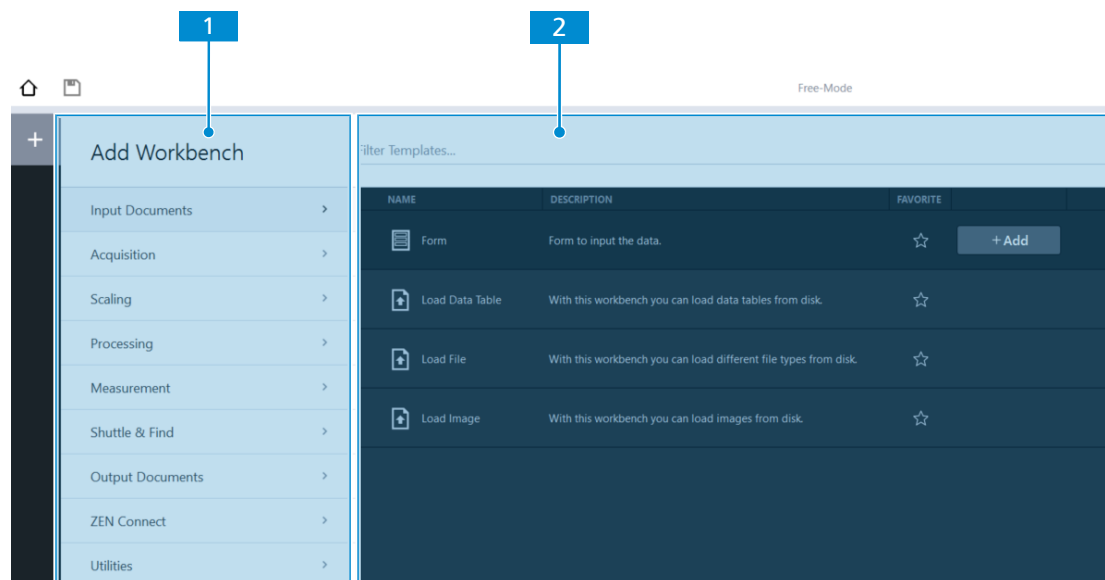 1 2
Free-Mode
+
Add Workbench
Filter Templates...
Input Documents >
Acquisition >
Scaling >
Processing >
Measurement >
Shuttle & Find >
Output Documents >
ZEN Connect >
Utilities >
NAME DESCRIPTION FAVORITE
Form Form to input the data. +Add
Load Data Table With this workbench you can load data tables from disk.
Load File With this workbench you can load different file types from disk.
Load Image With this workbench you can load images from disk.